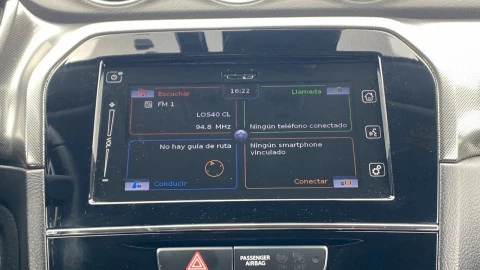 Escuchar
16:22
Llamada
FM 1
LOS40 CL
94.8 MHz
Ningún teléfono conectado
No hay guía de ruta
Ningún smartphone
vinculado
VOL
Conducir
Conectar
PASSENGER
AIRBAG